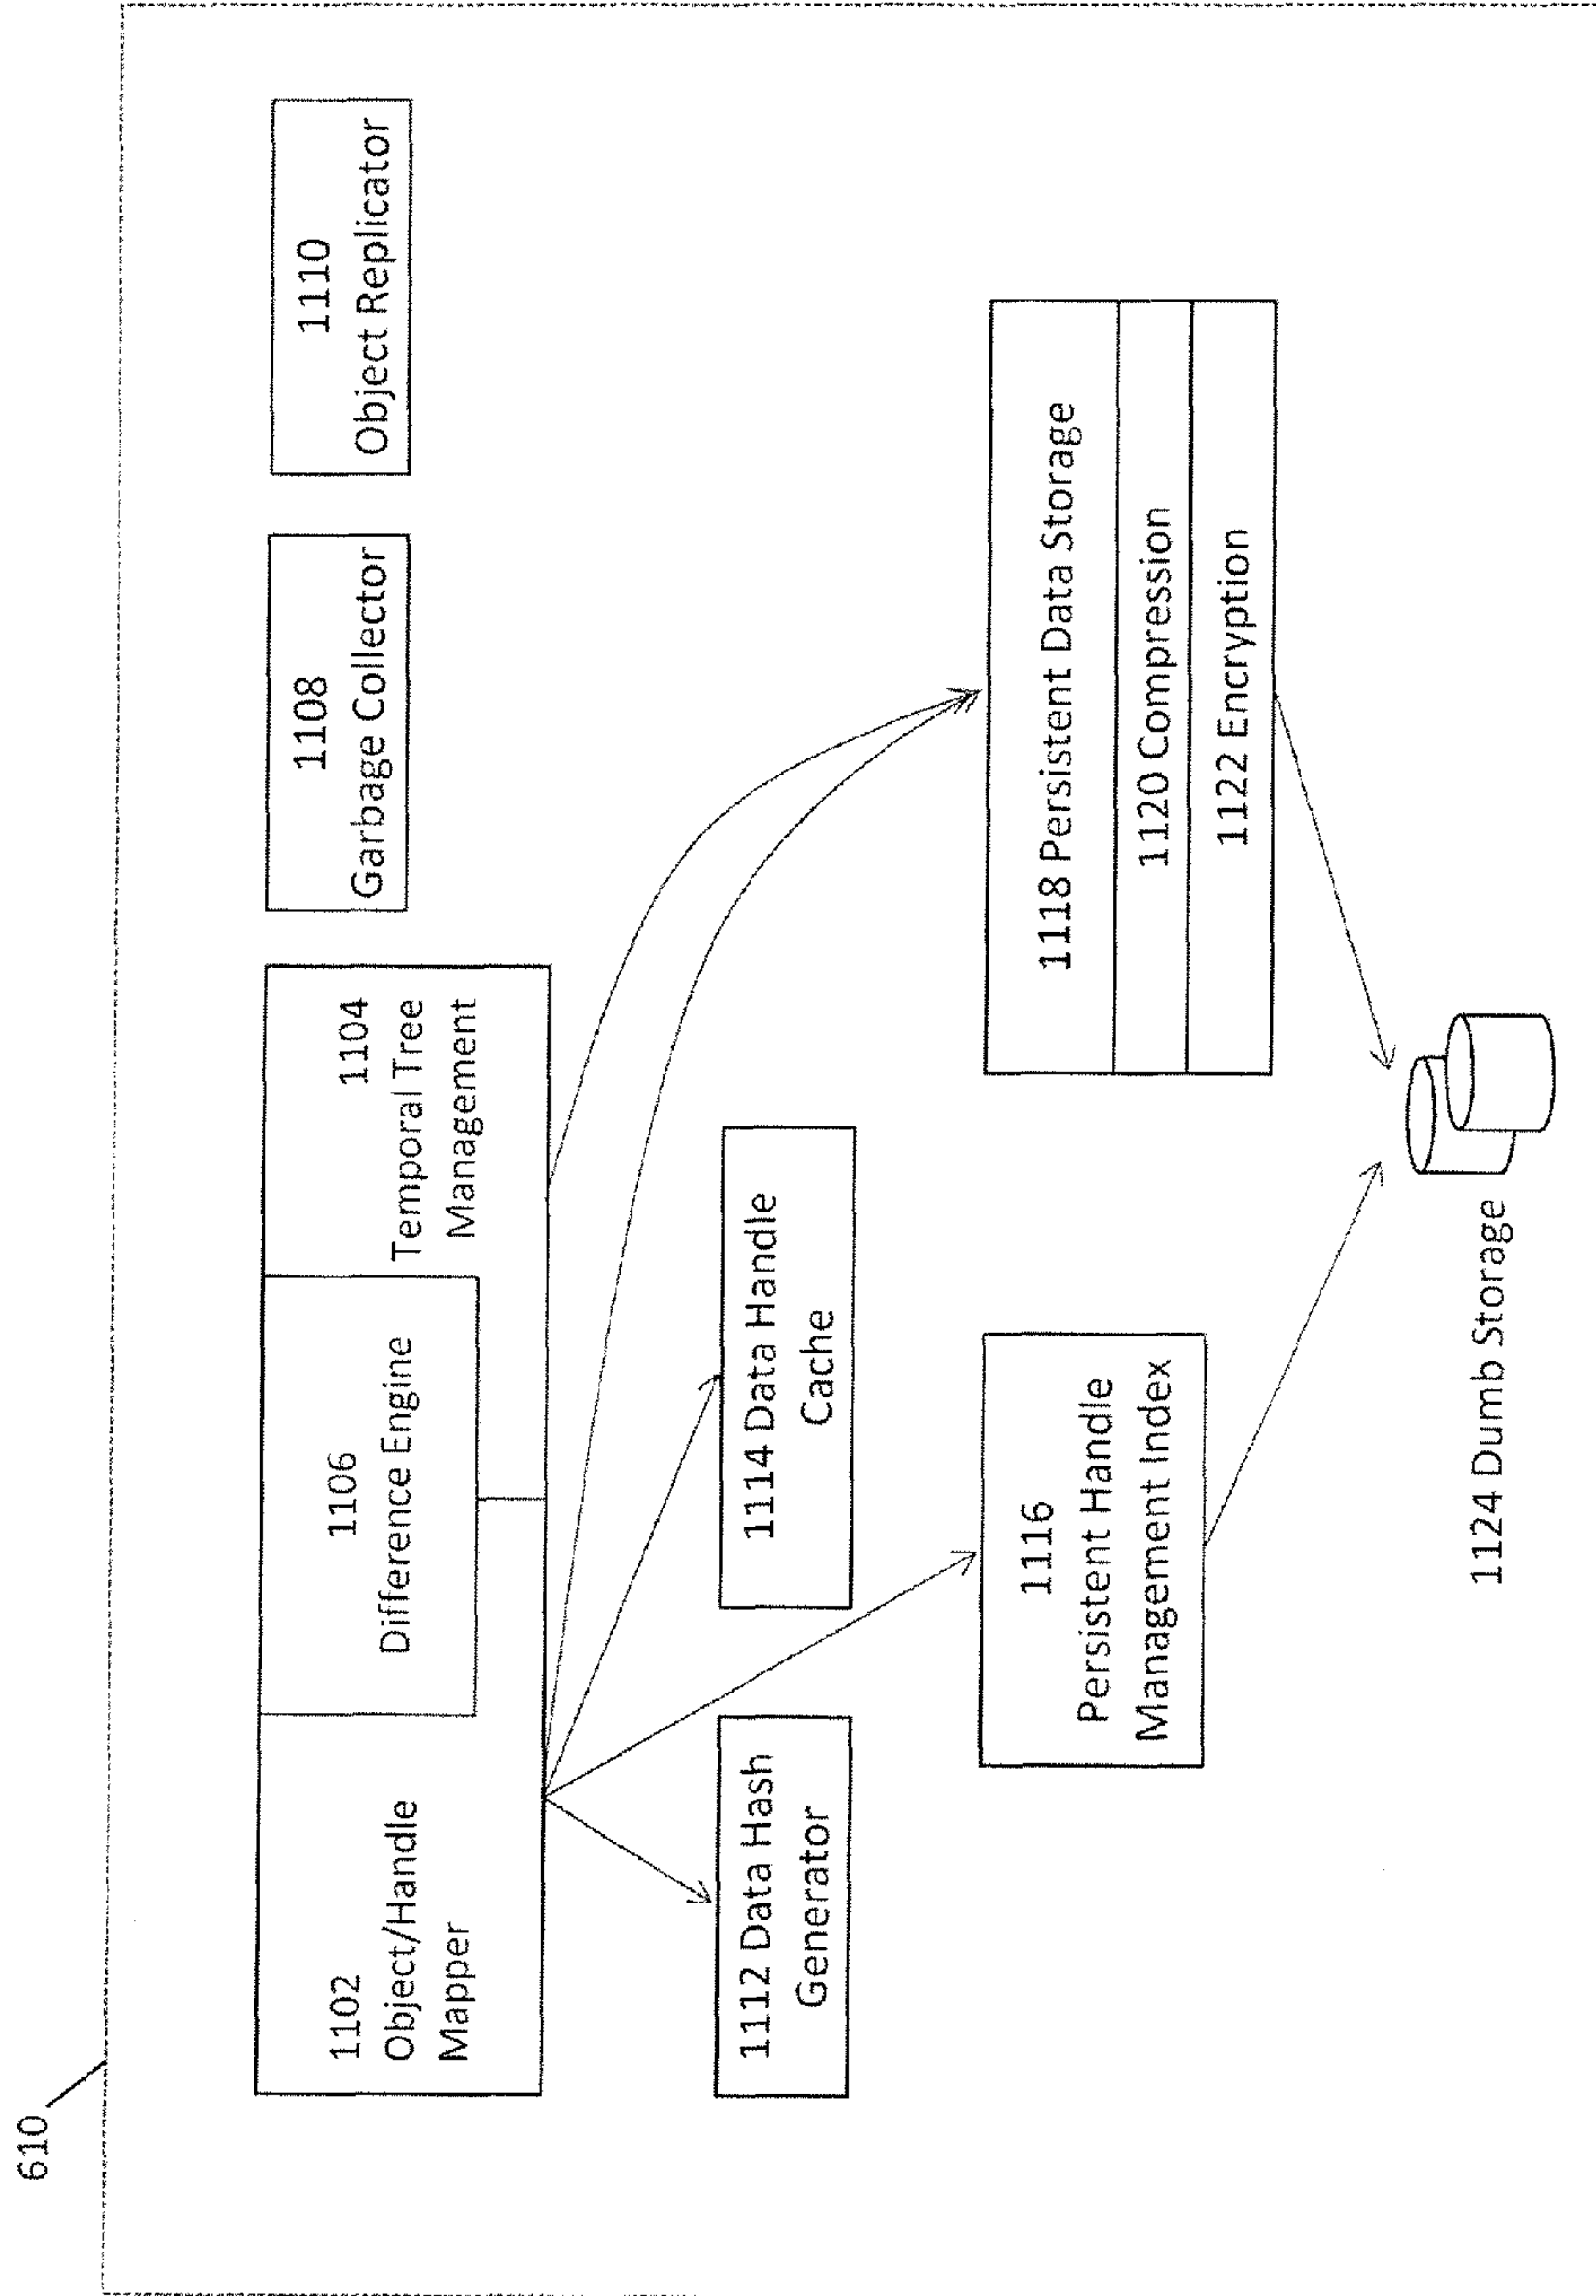 610
1102
Object/Handle
Mapper
1106
Difference Engine
1104
Temporal Tree
Management
1108
Garbage Collector
1110
Object Replicator
1112 Data Hash
Generator
1114 Data Handle
Cache
1116
Persistent Handle
Management Index
1118 Persistent Data Storage
1120 Compression
1122 Encryption
1124 Dumb Storage